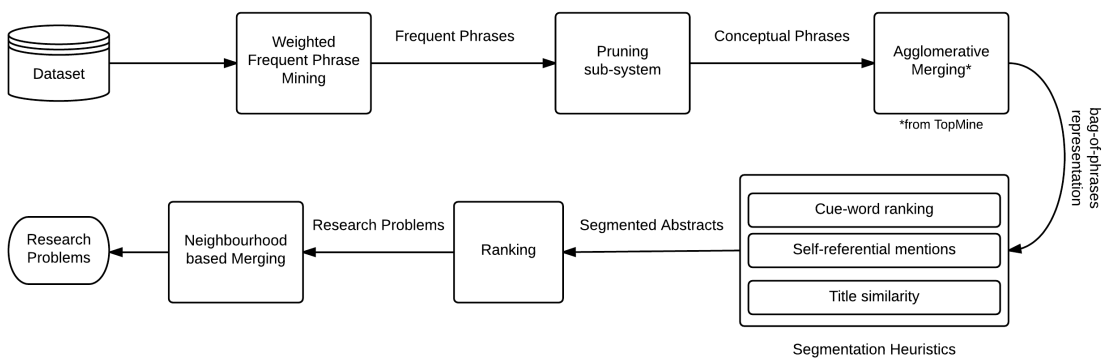 Dataset
Weighted
Frequent Phrase
Mining
Frequent Phrases
Pruning
sub-system
Conceptual Phrases
Agglomerative
Merging*
*from TopMine
bag-of-phrases
representation
Cue-word ranking
Self-referential mentions
Title similarity
Segmentation Heuristics
Segmented Abstracts
Ranking
Research Problems
Neighbourhood
based Merging
Research
Problems